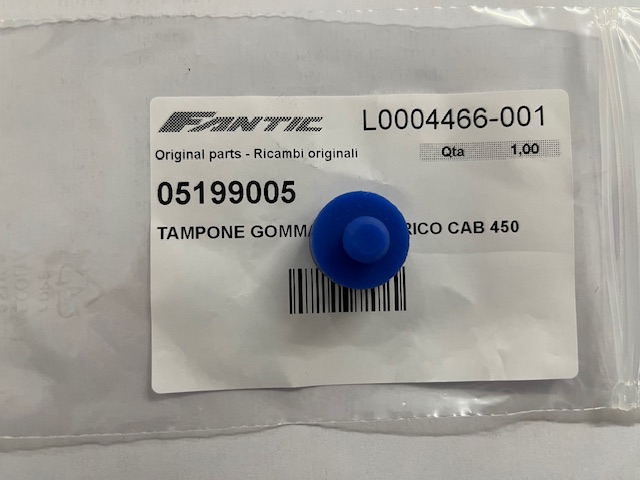 FANTIC L0004466-001
Original parts - Ricambi originali Qta 1,00
05199005
TAMPONE GOMMA RICO CAB 450